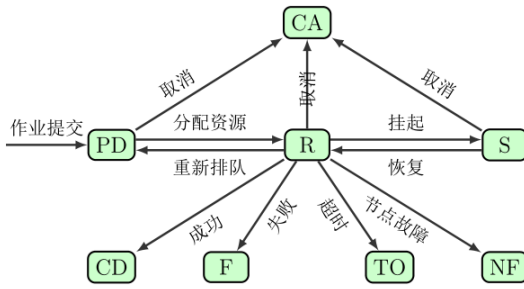 CA
取消
取消
取消
作业提交
分配资源
挂起
PD
R
S
重新排队
恢复
成功
失败
超时
节点故障
CD
F
TO
NF